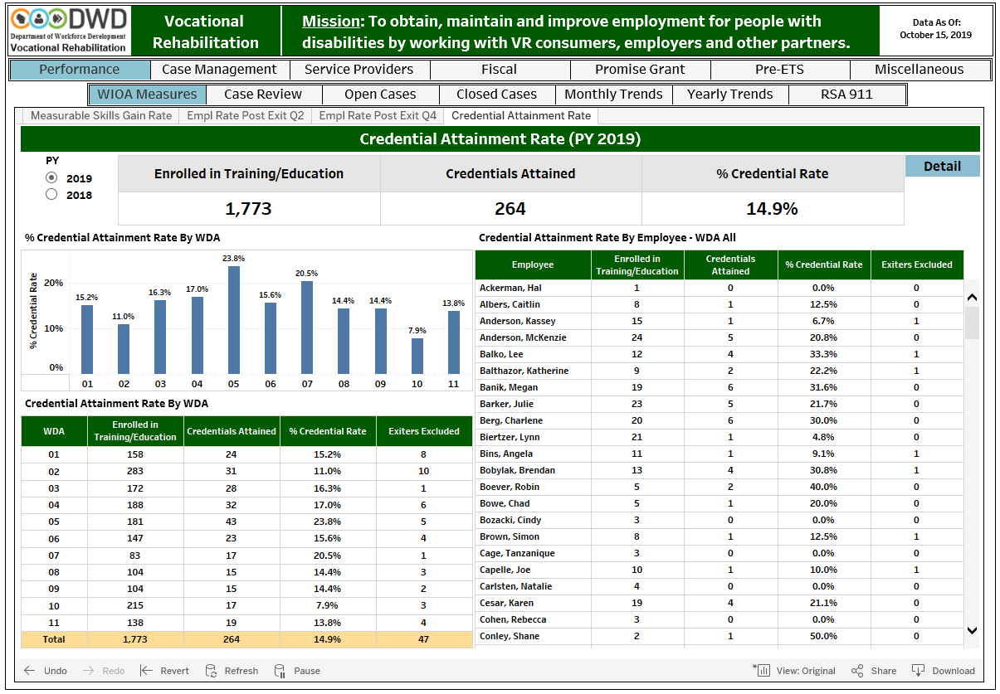 DWD
Department of Workforce Development
Vocational Rehabilitation
Vocational
Rehabilitation
Mission: To obtain, maintain and improve employment for people with
disabilities by working with VR consumers, employers and other partners.
Data As Of:
October 15, 2019
Performance Case Management Service Providers Fiscal Promise Grant Pre-ETS Miscellaneous
WIOA Measures Case Review Open Cases Closed Cases Monthly Trends Yearly Trends RSA 911
Measurable Skills Gain Rate Empl Rate Post Exit Q2 Empl Rate Post Exit Q4 Credential Attainment Rate
Credential Attainment Rate (PY 2019)
PY
2019
2018
Enrolled in Training/Education Credentials Attained % Credential Rate
1,773 264 14.9%
Detail
% Credential Attainment Rate By WDA
% Credential Rate
20%
10%
0%
15.2% 11.0% 16.3% 17.0% 23.8% 15.6% 20.5% 14.4% 14.4% 7.9% 13.8%
01 02 03 04 05 06 07 08 09 10 11
Credential Attainment Rate By WDA
WDA Enrolled in Training/Education Credentials Attained % Credential Rate Exiters Excluded
01 158 24 15.2% 8
02 283 31 11.0% 10
03 172 28 16.3% 1
04 188 32 17.0% 6
05 181 43 23.8% 5
06 147 23 15.6% 4
07 83 17 20.5% 1
08 104 15 14.4% 3
09 104 15 14.4% 2
10 215 17 7.9% 3
11 138 19 13.8% 4
Total 1,773 264 14.9% 47
Credential Attainment Rate By Employee - WDA All
Employee Enrolled in Training/Education Credentials Attained % Credential Rate Exiters Excluded
Ackerman, Hal 1 0 0.0% 0
Albers, Caitlin 8 1 12.5% 0
Anderson, Kassey 15 1 6.7% 1
Anderson, McKenzie 24 5 20.8% 0
Balko, Lee 12 4 33.3% 1
Balthazor, Katherine 9 2 22.2% 1
Banik, Megan 19 6 31.6% 0
Barker, Julie 23 5 21.7% 0
Berg, Charlene 20 6 30.0% 0
Biertzer, Lynn 21 1 4.8% 0
Bins, Angela 11 1 9.1% 1
Bobylak, Brendan 13 4 30.8% 1
Boever, Robin 5 2 40.0% 0
Bowe, Chad 5 1 20.0% 0
Bozacki, Cindy 3 0 0.0% 0
Brown, Simon 8 1 12.5% 1
Cage, Tanzanique 3 0 0.0% 0
Capelle, Joe 10 1 10.0% 1
Carlsten, Natalie 4 0 0.0% 0
Cesar, Karen 19 4 21.1% 0
Cohen, Rebecca 3 0 0.0% 0
Conley, Shane 2 1 50.0% 0
Undo Redo Revert Refresh Pause View: Original Share Download